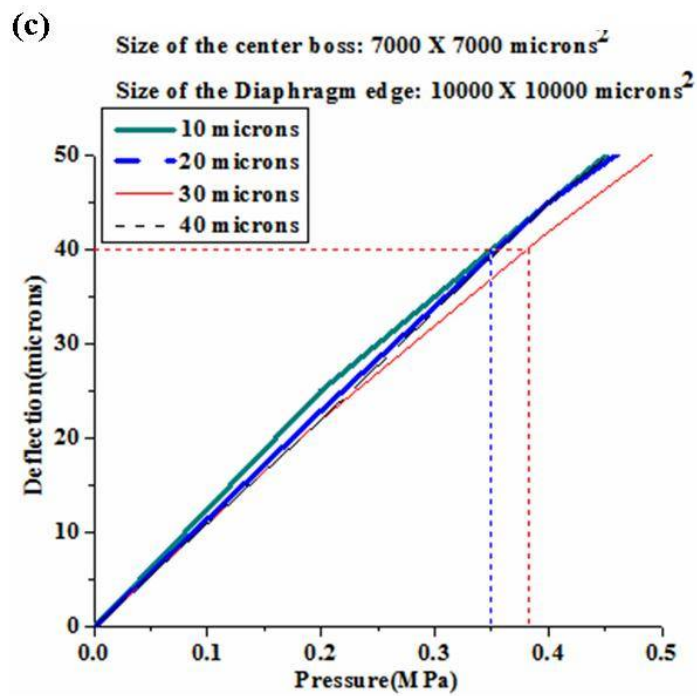 (c)
Size of the center boss: 7000 X 7000 microns²
Size of the Diaphragm edge: 10000 X 10000 microns²
10 microns
20 microns
30 microns
40 microns
50
40
30
20
10
0
Deflection(microns)
0.0 0.1 0.2 0.3 0.4 0.5
Pressure(MPa)